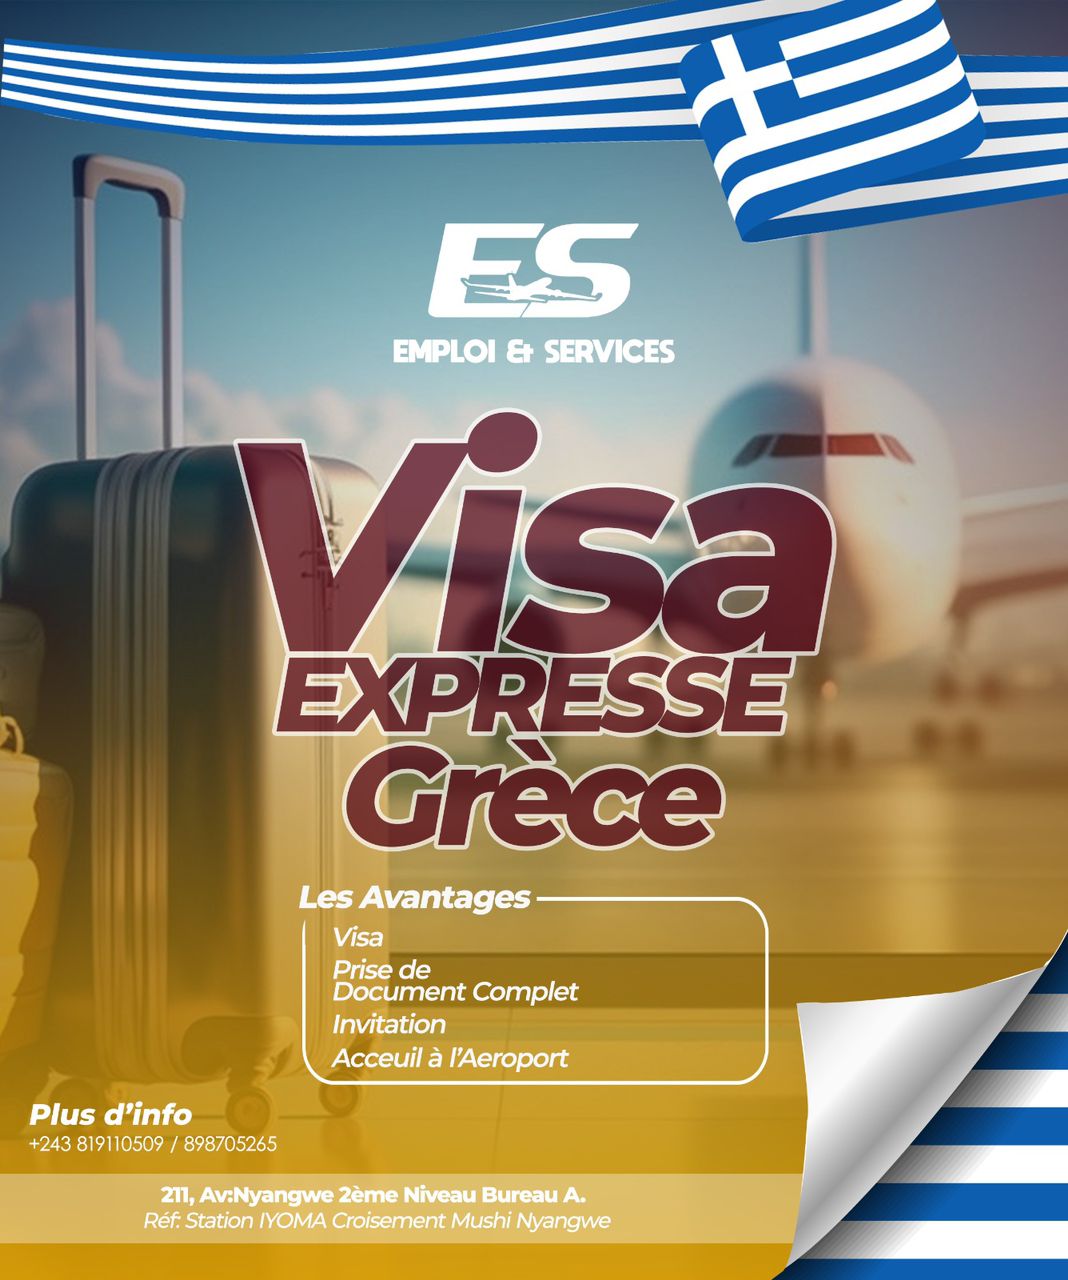 ES
EMPLOI & SERVICES
Visa
EXPRESSE
Grèce
Les Avantages
Visa
Prise de
Document Complet
Invitation
Acceuil à l'Aeroport
Plus d'info
+243 819110509 / 898705265
211, Av:Nyangwe 2ème Niveau Bureau A.
Réf: Station IYOMA Croisement Mushi Nyangwe